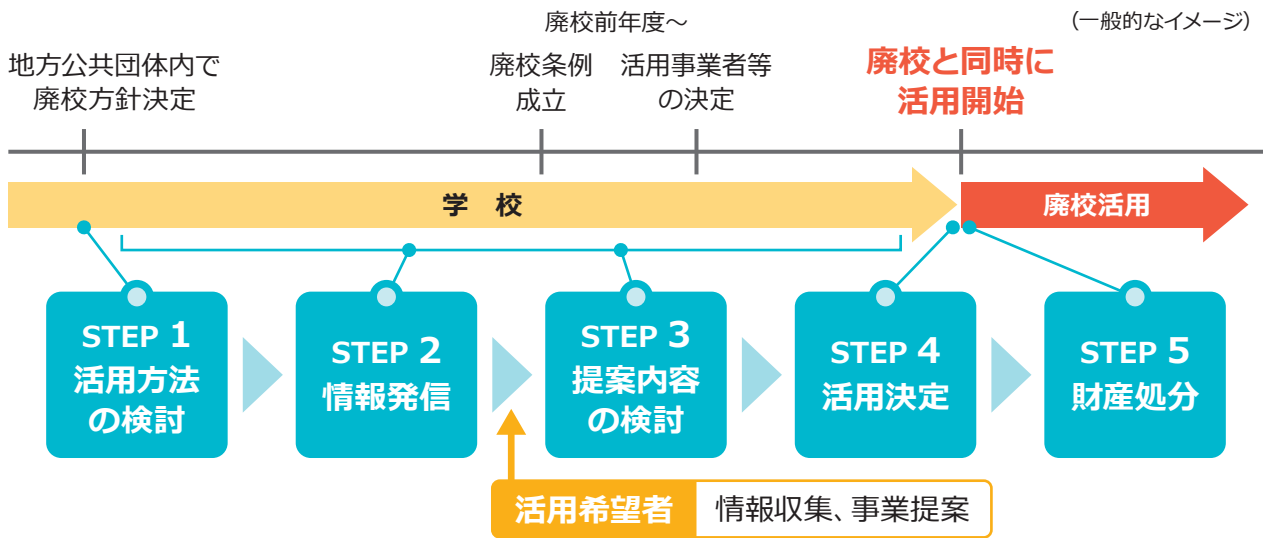 廃校前年度～
（一般的なイメージ）
地方公共団体内で
廃校方針決定
廃校条例
成立
活用事業者等
の決定
廃校と同時に
活用開始
学　校
廃校活用
STEP 1
活用方法
の検討
STEP 2
情報発信
STEP 3
提案内容
の検討
STEP 4
活用決定
STEP 5
財産処分
活用希望者
情報収集、事業提案